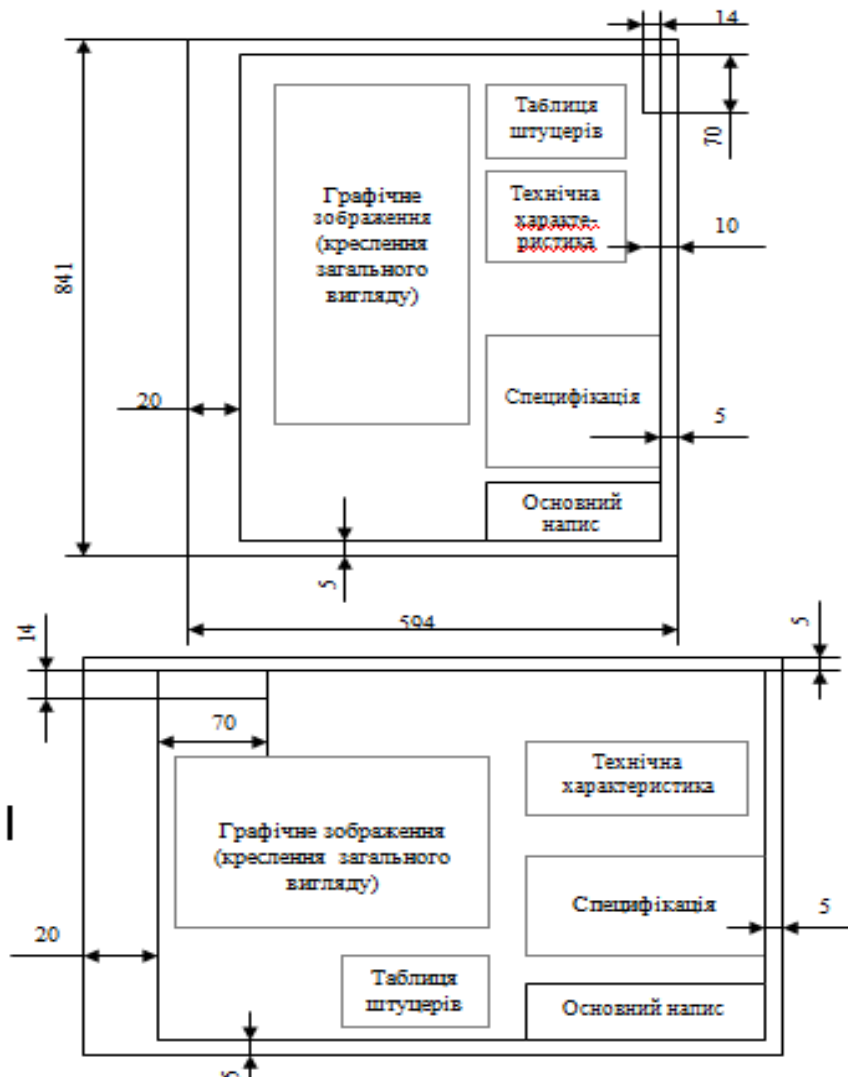 14
Таблиця
штуцерів
70
Графічне
зображення
(креслення
загального
вигляду)
Технічна
характе-
ристика
10
841
Специфікація
20
5
Основний
напис
5
594
14
5
70
Технічна
характеристика
Графічне зображення
(креслення загального
вигляду)
Специфікація
5
20
Таблиця
штуцерів
Основний напис
5